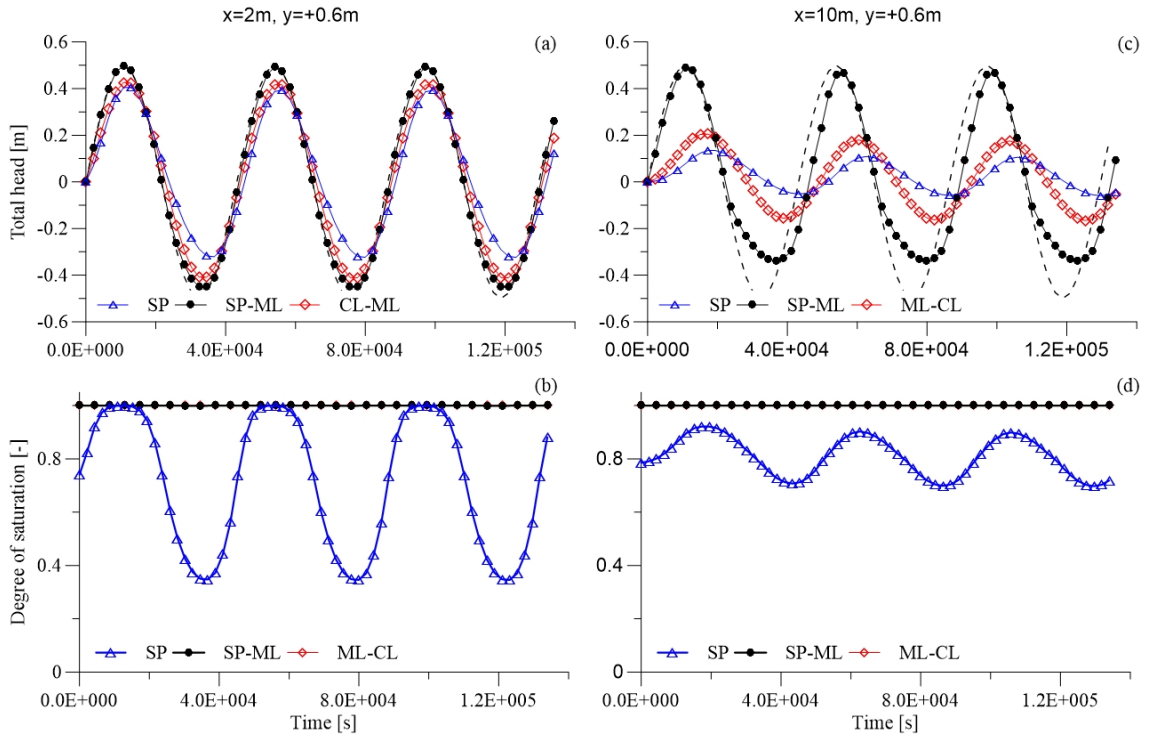 x=2m, y=+0.6m
(a)
0.6
0.4
0.2
0
-0.2
-0.4
-0.6
Total head [m]
SP SP-ML CL-ML
0.0E+000 4.0E+004 8.0E+004 1.2E+005
x=10m, y=+0.6m
(c)
0.6
0.4
0.2
0
-0.2
-0.4
-0.6
SP SP-ML ML-CL
0.0E+000 4.0E+004 8.0E+004 1.2E+005
(b)
0.8
0.4
0
Degree of saturation [-]
SP SP-ML ML-CL
0.0E+000 4.0E+004 8.0E+004 1.2E+005
Time [s]
(d)
0.8
0.4
0
SP SP-ML ML-CL
0.0E+000 4.0E+004 8.0E+004 1.2E+005
Time [s]